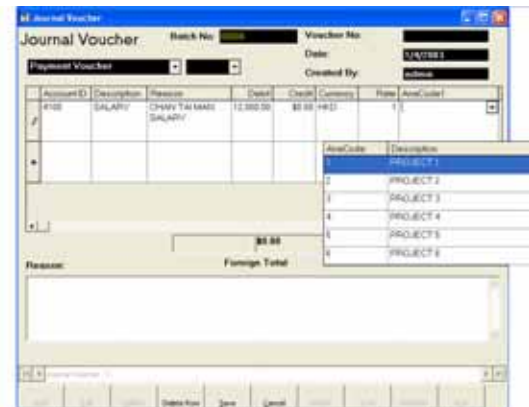 Journal Voucher
Journal Voucher Batch No: Voucher No:
Date: 1/4/2003
Payment Voucher Created By: admin
Account ID Description Reason Debit Credit Currency Rate AnaCode1
4100 SALARY CHAN TAI MAN 12,000.00 $0.00 HKD 1 1
SALARY
AnaCode Description
1 PROJECT 1
2 PROJECT 2
3 PROJECT 3
4 PROJECT 4
5 PROJECT 5
6 PROJECT 6
$0.00
Reason: Foreign Total
Journal Voucher
Delete Row Save Cancel